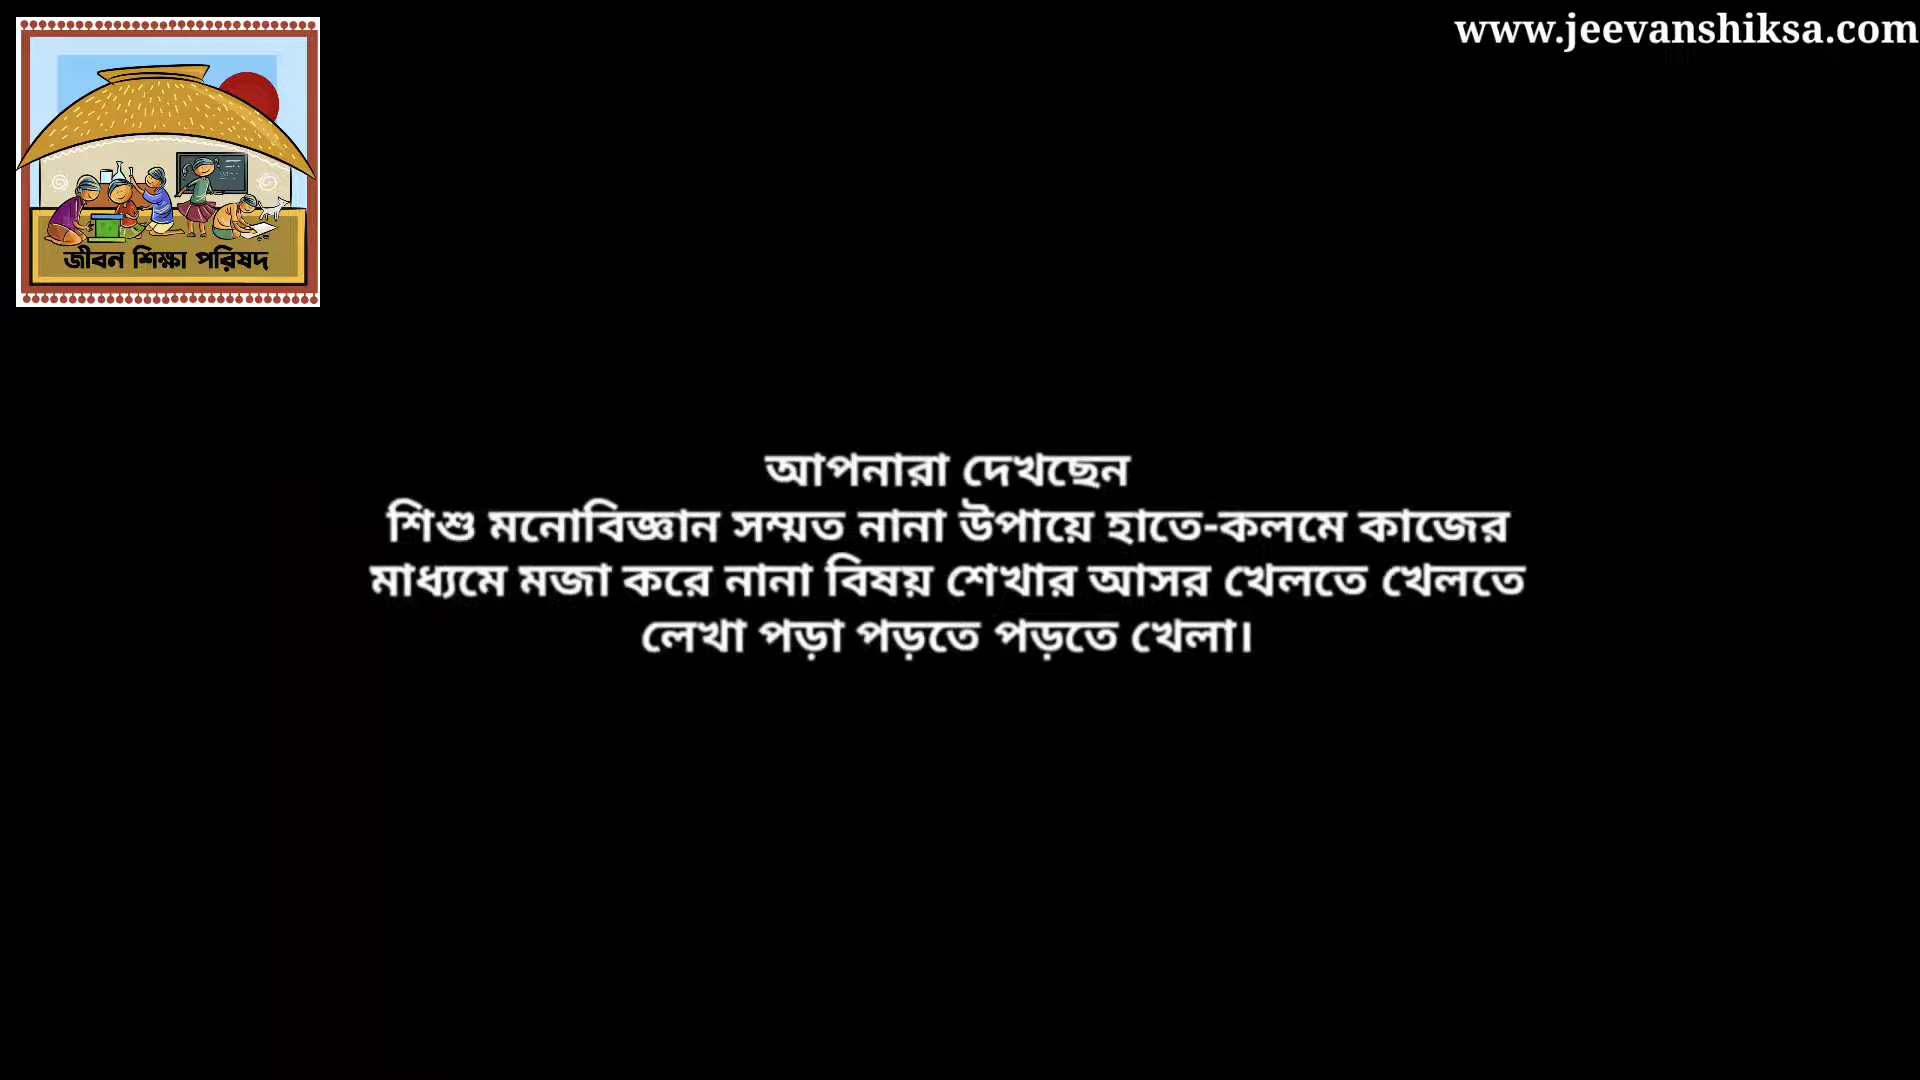 www.jeevanshiksa.com
জীবন শিক্ষা পরিষদ
আপনারা দেখছেন
শিশু মনোবিজ্ঞান সম্মত নানা উপায়ে হাতে-কলমে কাজের
মাধ্যমে মজা করে নানা বিষয় শেখার আসর খেলতে খেলতে
লেখা পড়া পড়তে পড়তে খেলা।